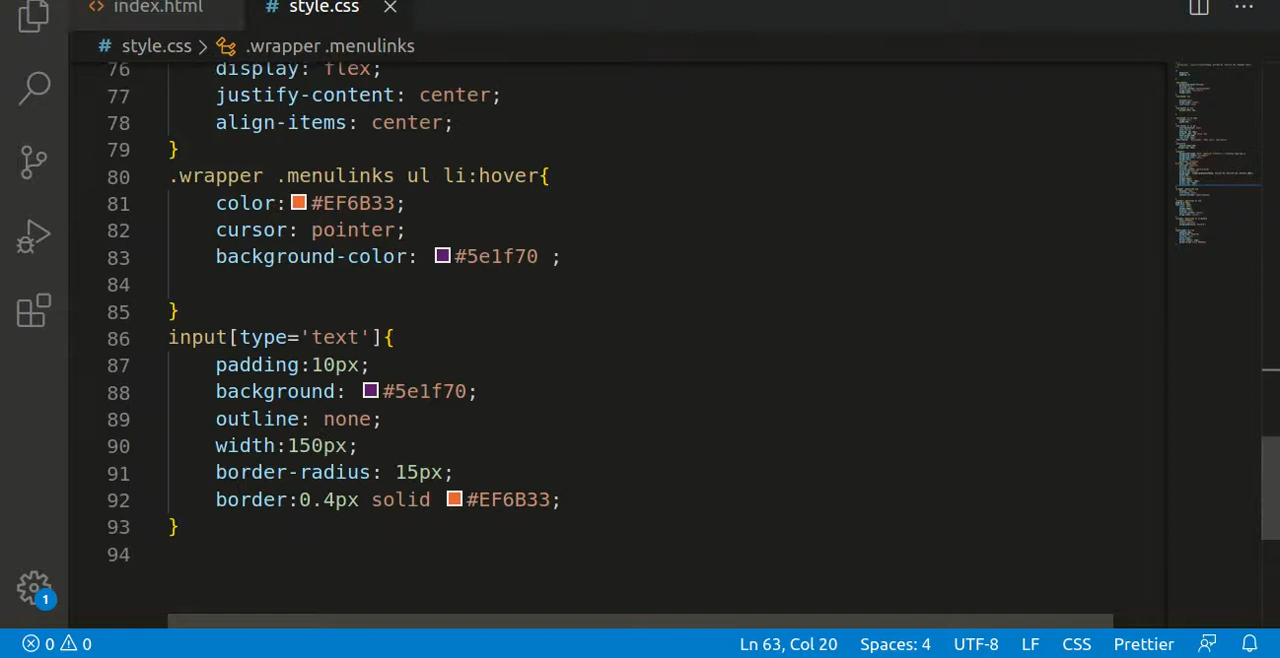 index.html
# style.css
# style.css > .wrapper .menulinks
76 display: flex;
77 justify-content: center;
78 align-items: center;
79 }
80 .wrapper .menulinks ul li:hover{
81 color: #EF6B33;
82 cursor: pointer;
83 background-color: #5e1f70 ;
84
85 }
86 input[type='text']{
87 padding:10px;
88 background: #5e1f70;
89 outline: none;
90 width:150px;
91 border-radius: 15px;
92 border:0.4px solid #EF6B33;
93 }
94
1
0 0 Ln 63, Col 20 Spaces: 4 UTF-8 LF CSS Prettier